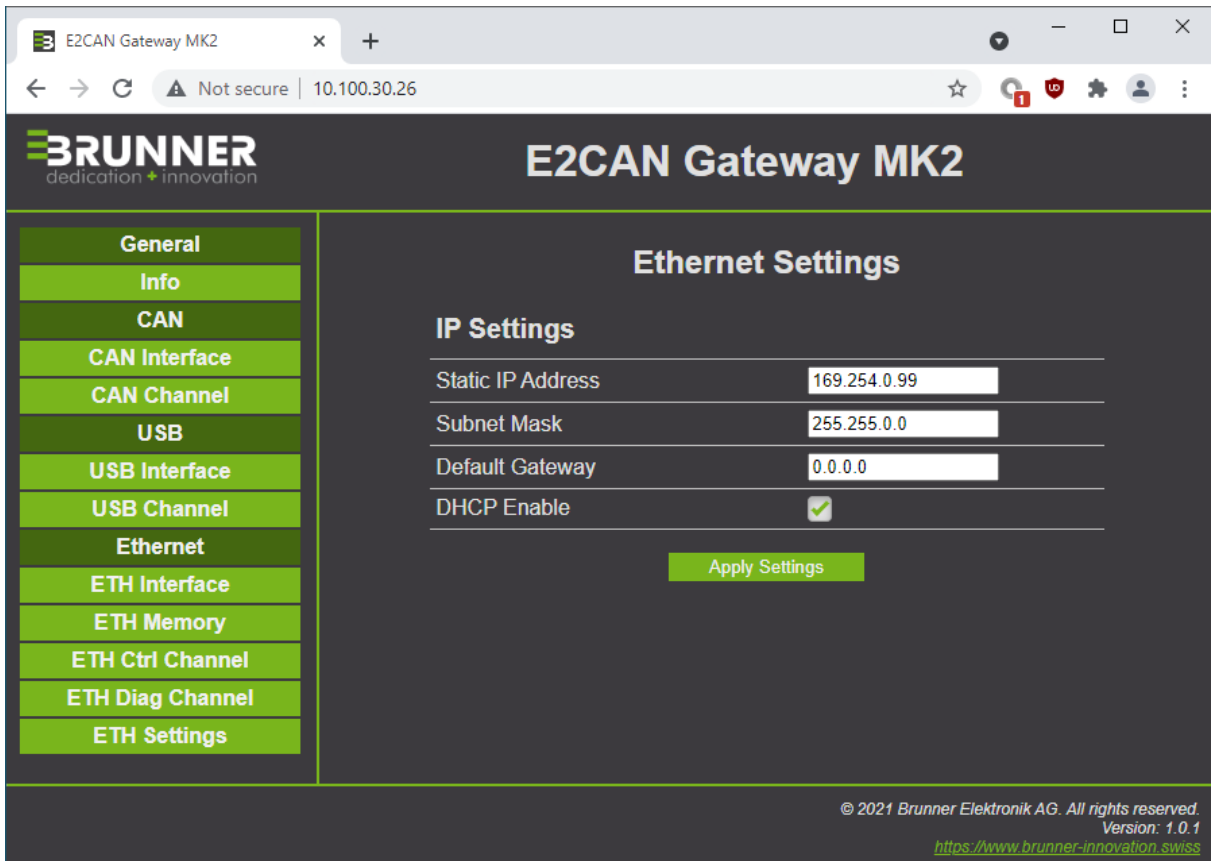 E2CAN Gateway MK2
Not secure | 10.100.30.26
1
BRUNNER
dedication + innovation
E2CAN Gateway MK2
General
Info
CAN
CAN Interface
CAN Channel
USB
USB Interface
USB Channel
Ethernet
ETH Interface
ETH Memory
ETH Ctrl Channel
ETH Diag Channel
ETH Settings
Ethernet Settings
IP Settings
Static IP Address 169.254.0.99
Subnet Mask 255.255.0.0
Default Gateway 0.0.0.0
DHCP Enable
Apply Settings
© 2021 Brunner Elektronik AG. All rights reserved.
Version: 1.0.1
https://www.brunner-innovation.swiss